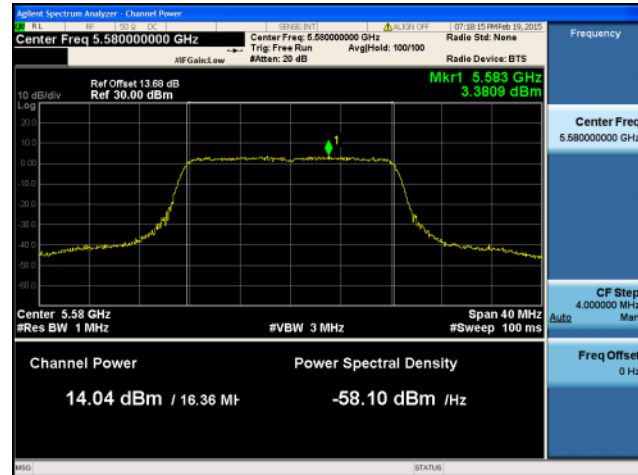 Agilent Spectrum Analyzer - Channel Power
RL RF 50 Ω DC SENSE:INT ALIGN OFF 07:18:15 PM Feb 19, 2015
Center Freq 5.580000000 GHz Center Freq: 5.580000000 GHz Radio Std: None
Trig: Free Run Avg|Hold: 100/100
#IFGain:Low #Atten: 20 dB Radio Device: BTS
Frequency
Ref Offset 13.68 dB Mkr1 5.583 GHz
10 dB/div Ref 30.00 dBm 3.3809 dBm
Log
20.0
10.0
0.00
-10.0
-20.0
-30.0
-40.0
-50.0
-60.0
1
Center Freq
5.580000000 GHz
Center 5.58 GHz Span 40 MHz
#Res BW 1 MHz #VBW 3 MHz #Sweep 100 ms
CF Step
4.000000 MHz
Auto Man
Freq Offset
0 Hz
Channel Power Power Spectral Density
14.04 dBm / 16.36 MH -58.10 dBm /Hz
MSG STATUS